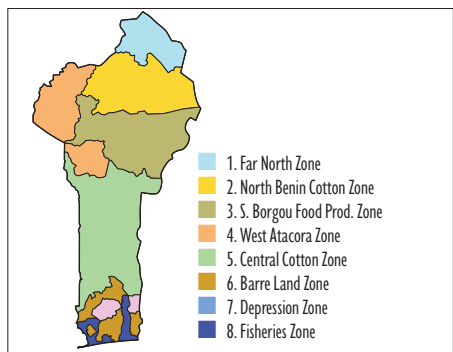 1. Far North Zone
2. North Benin Cotton Zone
3. S. Borgou Food Prod. Zone
4. West Atacora Zone
5. Central Cotton Zone
6. Barre Land Zone
7. Depression Zone
8. Fisheries Zone